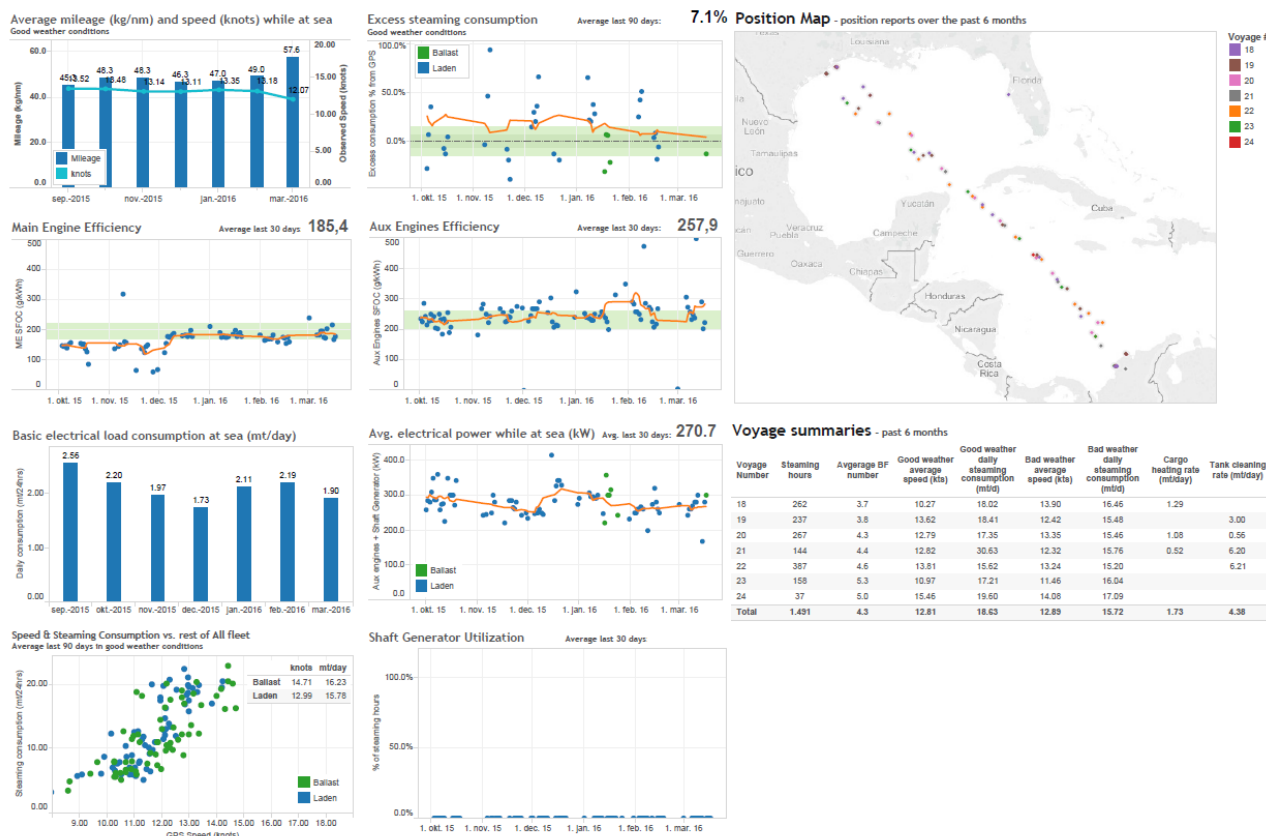 Average mileage (kg/nm) and speed (knots) while at sea
Good weather conditions
60.0
40.0
20.0
0.0
Mileage (kg/nm)
20.00
15.00
10.00
5.00
0.00
Observed Speed (knots)
13.52
48.3
13.48
48.3
13.14
46.3
13.11
47.0
13.35
49.0
13.18
57.6
12.07
Mileage
knots
sep.-2015
nov.-2015
jan.-2016
mar.-2016
Excess steaming consumption
Average last 90 days:
7.1%
Good weather conditions
Ballast
Laden
100.0%
50.0%
0.0%
Excess consumption % from GPS
1. okt. 15
1. nov. 15
1. des. 15
1. jan. 16
1. feb. 16
1. mar. 16
Position Map - position reports over the past 6 months
Louisiana
Florida
Nuevo
León
Tamaulipas
Yucatán
Campeche
Veracruz
Puebla
Guerrero
Oaxaca
Chiapas
Cuba
Honduras
Nicaragua
Costa
Rica
Voyage #
18
19
20
21
22
23
24
Main Engine Efficiency
Average last 30 days
185,4
500
400
300
200
100
0
ME SFOC (g/kWh)
1. okt. 15
1. nov. 15
1. des. 15
1. jan. 16
1. feb. 16
1. mar. 16
Aux Engines Efficiency
Average last 30 days:
257,9
500
400
300
200
100
0
Aux Engines SFOC (g/kWh)
1. okt. 15
1. nov. 15
1. des. 15
1. jan. 16
1. feb. 16
1. mar. 16
Basic electrical load consumption at sea (mt/day)
2.00
1.00
0.00
Daily consumption (mt/24hrs)
2.56
2.20
1.97
1.73
2.11
2.19
1.90
sep.-2015
okt.-2015
nov.-2015
des.-2015
jan.-2016
feb.-2016
mar.-2016
Avg. electrical power while at sea (kW)
Avg. last 30 days:
270.7
400.0
300.0
200.0
100.0
0.0
Aux engines + Shaft Generator (kW)
Ballast
Laden
1. okt. 15
1. nov. 15
1. des. 15
1. jan. 16
1. feb. 16
1. mar. 16
Voyage summaries - past 6 months
Voyage Number Steaming hours Avgerage BF number Good weather average speed (kts) Good weather daily steaming consumption (mt/d) Bad weather average speed (kts) Bad weather daily steaming consumption (mt/d) Cargo heating rate (mt/day) Tank cleaning rate (mt/day)
18 262 3.7 10.27 18.02 13.90 16.46 1.29
19 237 3.8 13.62 18.41 12.42 15.48 3.00
20 267 4.3 12.79 17.35 13.35 15.46 1.08 0.56
21 144 4.4 12.82 30.63 12.32 15.76 0.52 6.20
22 387 4.6 13.81 15.62 13.24 15.20 6.21
23 158 5.3 10.97 17.21 11.46 16.04
24 37 5.0 15.46 19.60 14.08 17.09
Total 1.491 4.3 12.81 18.63 12.89 15.72 1.73 4.38
Speed & Steaming Consumption vs. rest of All fleet
Average last 90 days in good weather conditions
knots mt/day
Ballast 14.71 16.23
Laden 12.99 15.78
20.00
10.00
0.00
Steaming consumption (mt/24hrs)
Ballast
Laden
9.00
10.00
11.00
12.00
13.00
14.00
15.00
16.00
17.00
18.00
GPS Speed (knots)
Shaft Generator Utilization
Average last 30 days
100.0%
50.0%
0.0%
% of steaming hours
1. okt. 15
1. nov. 15
1. des. 15
1. jan. 16
1. feb. 16
1. mar. 16